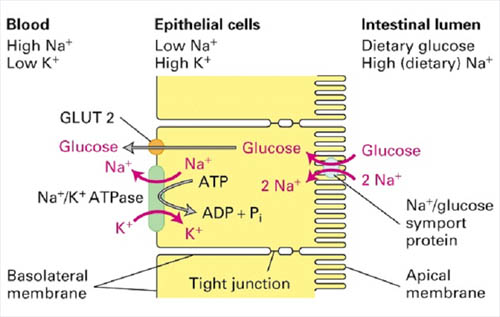 Blood
High Na⁺
Low K⁺
Epithelial cells
Low Na⁺
High K⁺
Intestinal lumen
Dietary glucose
High (dietary) Na⁺
GLUT 2
Glucose
Glucose
Glucose
Na⁺
Na⁺
2 Na⁺
2 Na⁺
Na⁺/K⁺ ATPase
ATP
ADP + Pᵢ
K⁺
K⁺
Na⁺/glucose
symport
protein
Basolateral
membrane
Tight junction
Apical
membrane